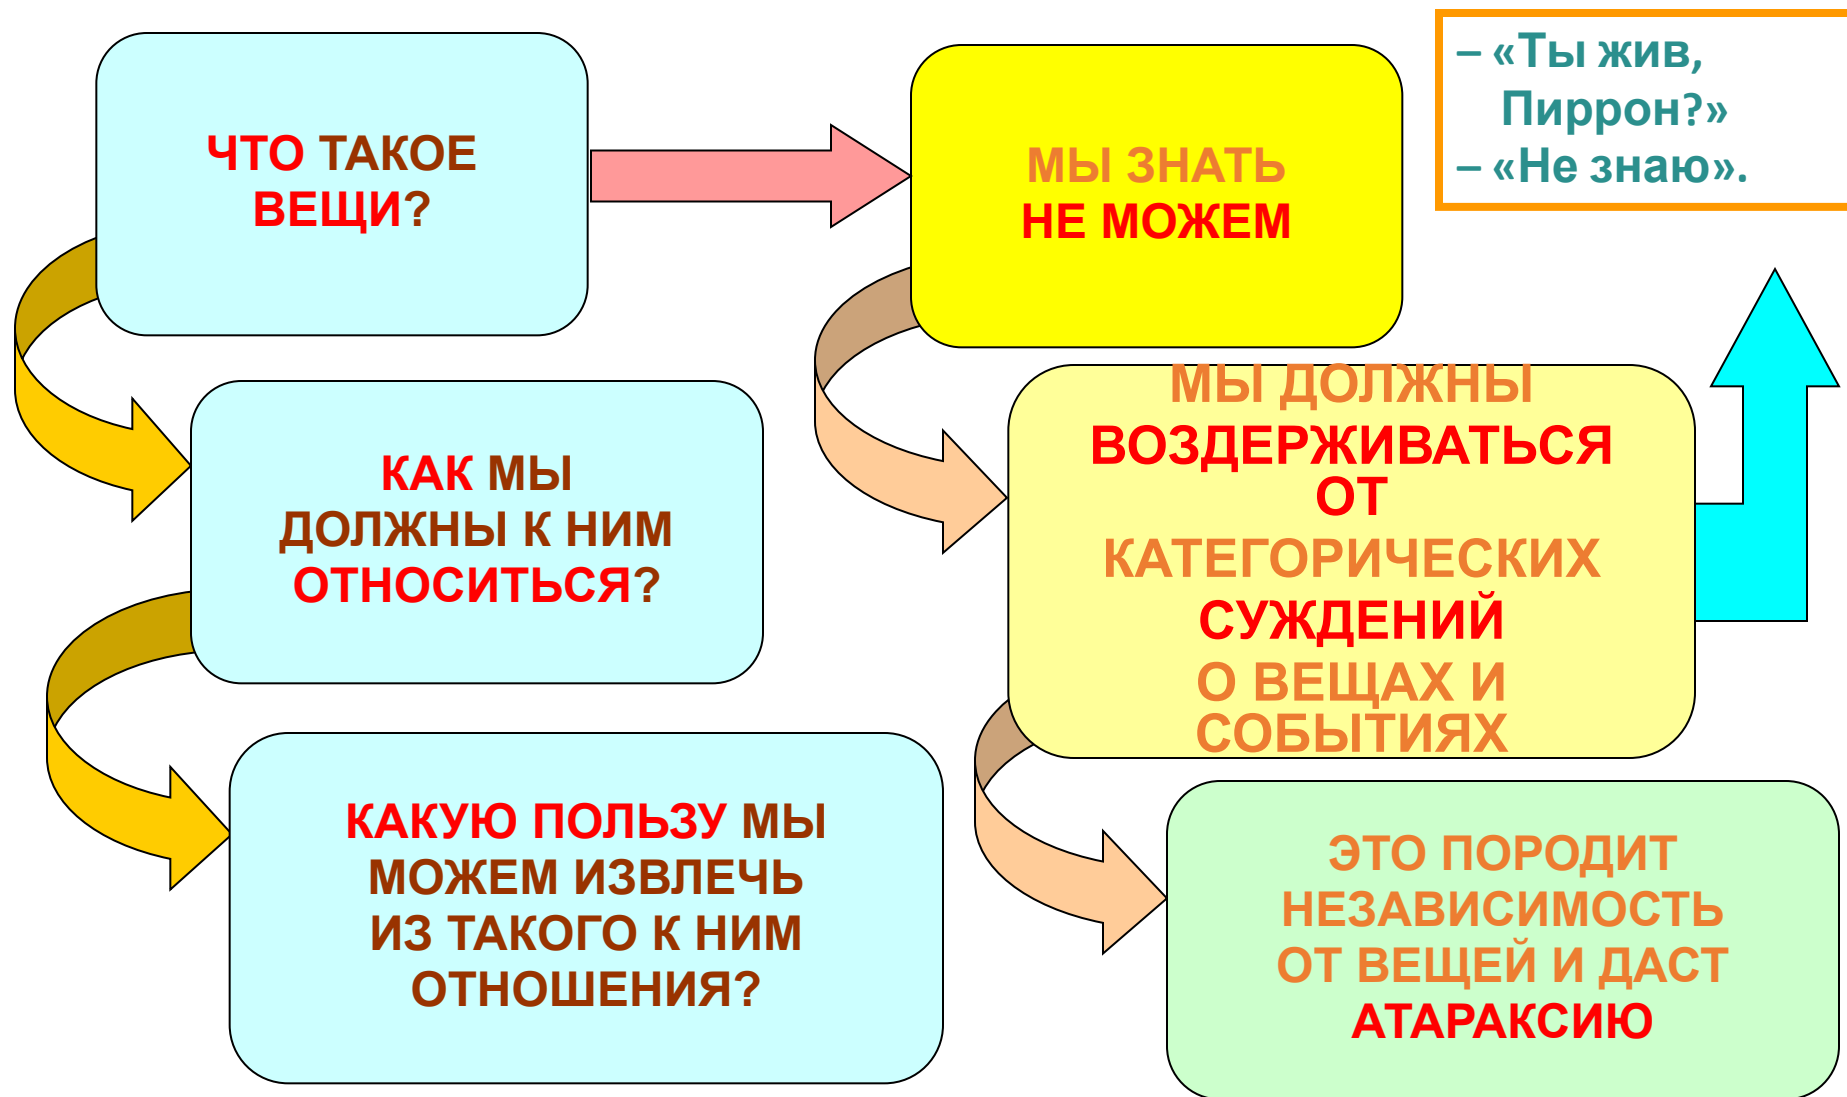 ЧТО ТАКОЕ
ВЕЩИ?
МЫ ЗНАТЬ
НЕ МОЖЕМ
– «Ты жив,
Пиррон?»
– «Не знаю».
КАК МЫ
ДОЛЖНЫ К НИМ
ОТНОСИТЬСЯ?
МЫ ДОЛЖНЫ
ВОЗДЕРЖИВАТЬСЯ
ОТ
КАТЕГОРИЧЕСКИХ
СУЖДЕНИЙ
О ВЕЩАХ И
СОБЫТИЯХ
КАКУЮ ПОЛЬЗУ МЫ
МОЖЕМ ИЗВЛЕЧЬ
ИЗ ТАКОГО К НИМ
ОТНОШЕНИЯ?
ЭТО ПОРОДИТ
НЕЗАВИСИМОСТЬ
ОТ ВЕЩЕЙ И ДАСТ
АТАРАКСИЮ